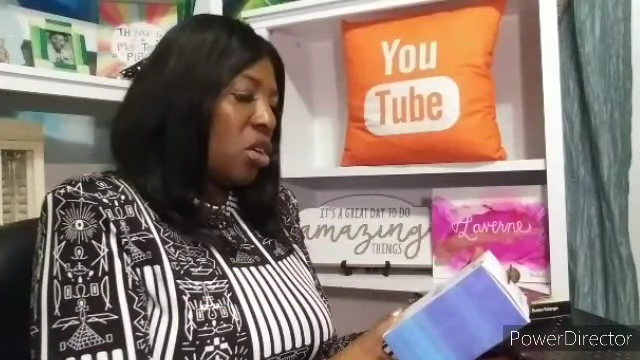 You
Tube
IT'S A GREAT DAY TO DO
amazing
THINGS
Laverne
PowerDirector